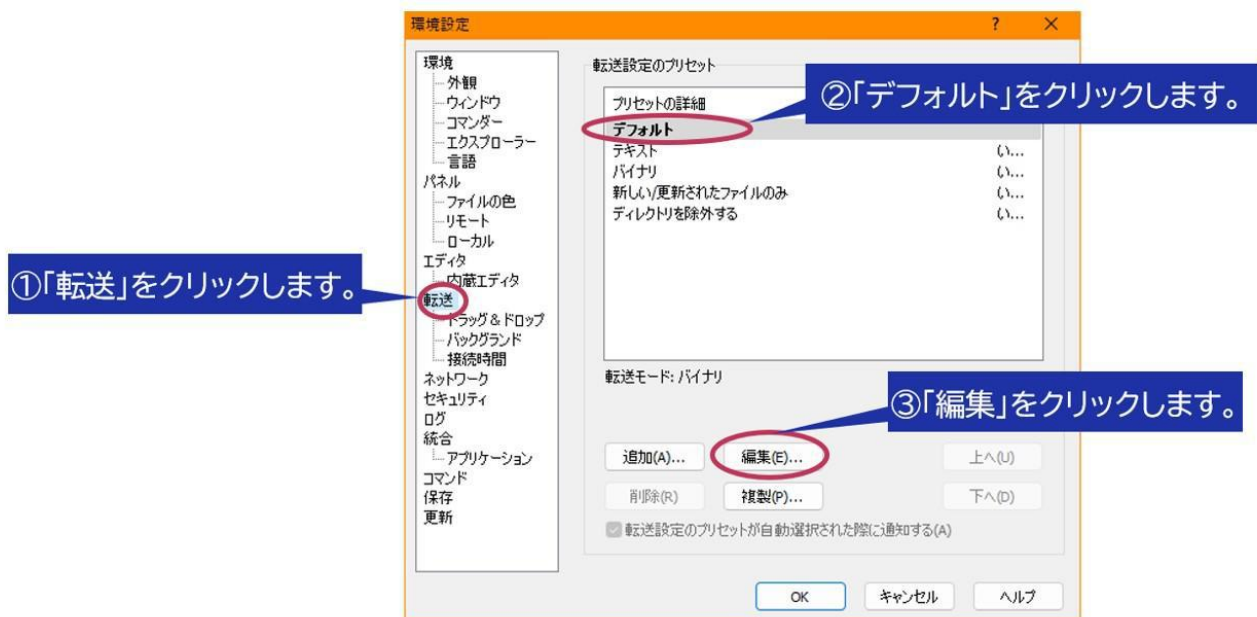 環境設定
?
×
環境
外観
ウィンドウ
コマンダー
エクスプローラー
言語
パネル
ファイルの色
リモート
ローカル
エディタ
内蔵エディタ
転送
ドラッグ&ドロップ
バックグランド
接続時間
ネットワーク
セキュリティ
ログ
統合
アプリケーション
コマンド
保存
更新
①「転送」をクリックします。
転送設定のプリセット
プリセットの詳細
②「デフォルト」をクリックします。
デフォルト
テキスト い...
バイナリ い...
新しい/更新されたファイルのみ い...
ディレクトリを除外する い...
転送モード: バイナリ
③「編集」をクリックします。
追加(A)... 編集(E)... 上へ(U)
削除(R) 複製(P)... 下へ(D)
転送設定のプリセットが自動選択された際に通知する(A)
OK キャンセル ヘルプ